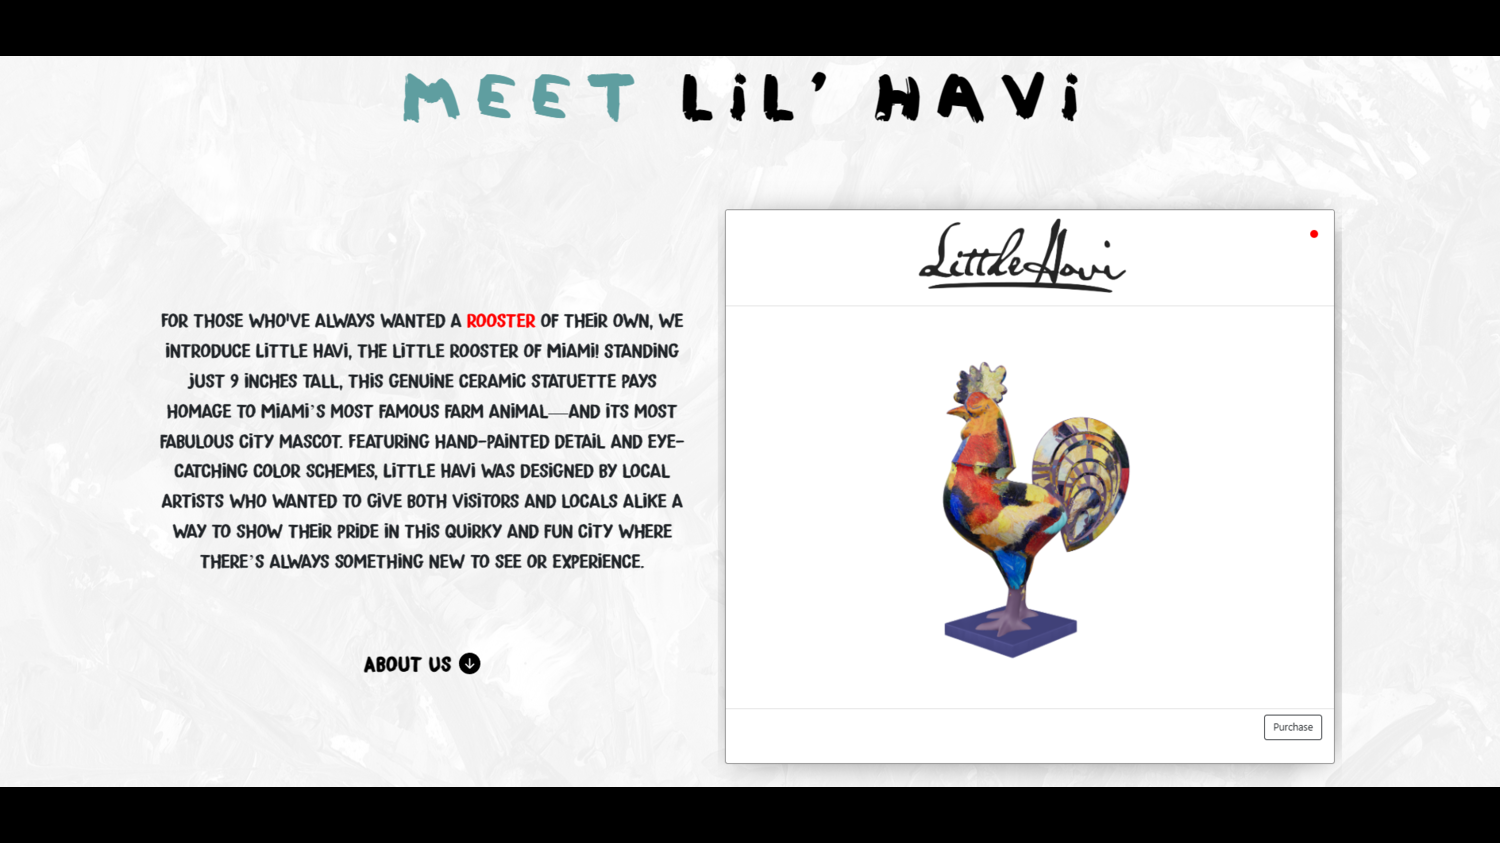 MEET LiL' HAVi
FOR THOSE WHO'VE ALWAYS WANTED A ROOSTER OF THEiR OWN, WE
iNTRODUCE LiTTLE HAVi, THE LiTTLE ROOSTER OF MiAMi! STANDiNG
jUST 9 iNCHES TALL, THiS GENUiNE CERAMiC STATUETTE PAYS
HOMAGE TO MiAMi'S MOST FAMOUS FARM ANiMAL—AND iTS MOST
FABULOUS CiTY MASCOT. FEATURiNG HAND-PAiNTED DETAiL AND EYE-
CATCHiNG COLOR SCHEMES, LiTTLE HAVi WAS DESiGNED BY LOCAL
ARTiSTS WHO WANTED TO GiVE BOTH ViSiTORS AND LOCALS ALiKE A
WAY TO SHOW THEiR PRiDE iN THiS QUiRKY AND FUN CiTY WHERE
THERE'S ALWAYS SOMETHiNG NEW TO SEE OR EXPERiENCE.
ABOUT US
Little Havi
Purchase